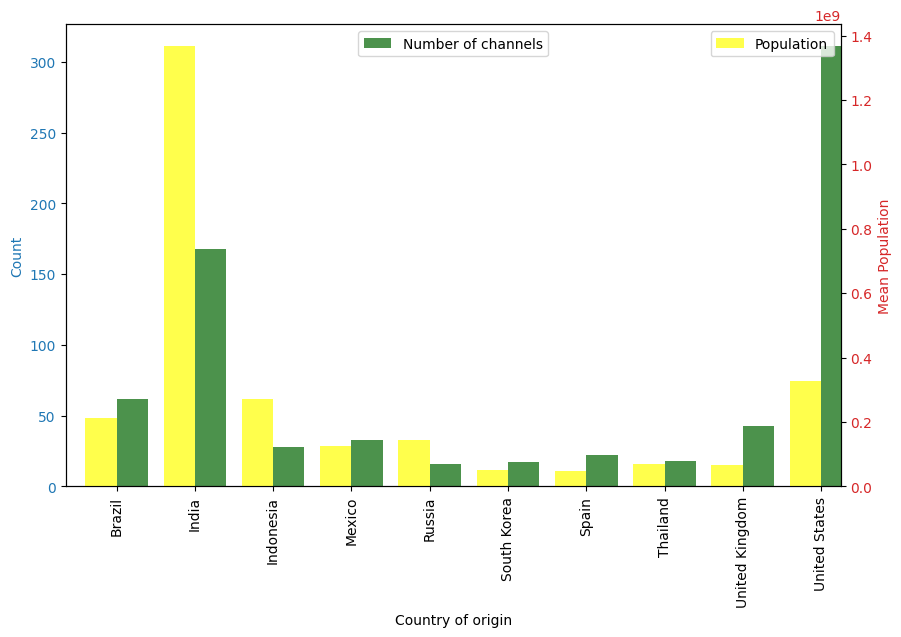 1e9
Number of channels
Population
Count
300
250
200
150
100
50
0
Mean Population
1.4
1.2
1.0
0.8
0.6
0.4
0.2
0.0
Brazil
India
Indonesia
Mexico
Russia
South Korea
Spain
Thailand
United Kingdom
United States
Country of origin